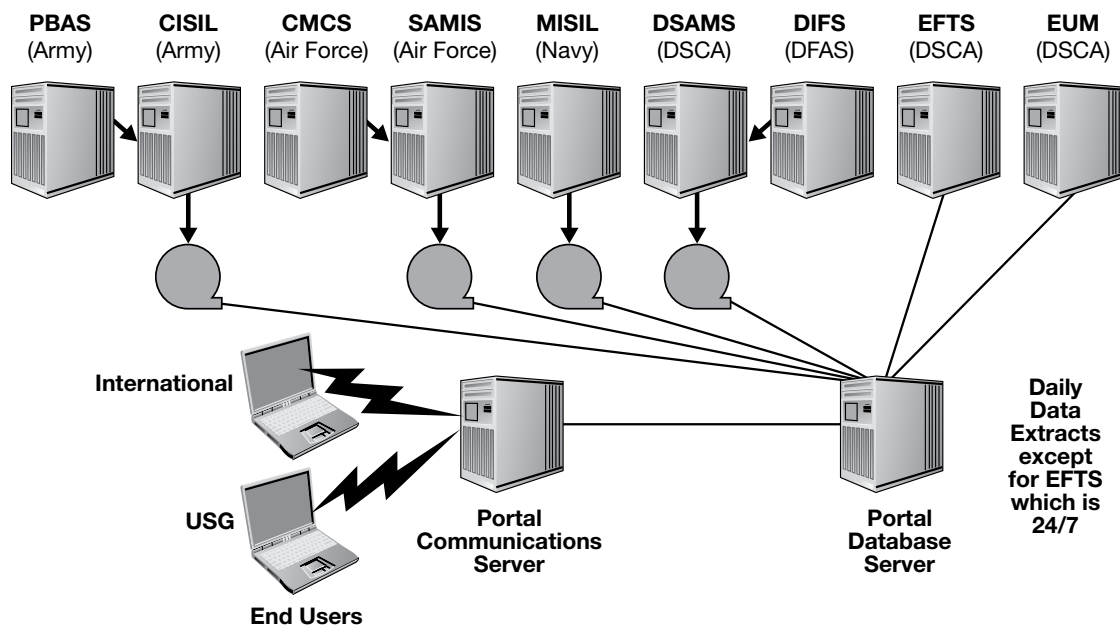 PBAS
(Army)
CISIL
(Army)
CMCS
(Air Force)
SAMIS
(Air Force)
MISIL
(Navy)
DSAMS
(DSCA)
DIFS
(DFAS)
EFTS
(DSCA)
EUM
(DSCA)
International
USG
End Users
Portal
Communications
Server
Portal
Database
Server
Daily
Data
Extracts
except
for EFTS
which is
24/7